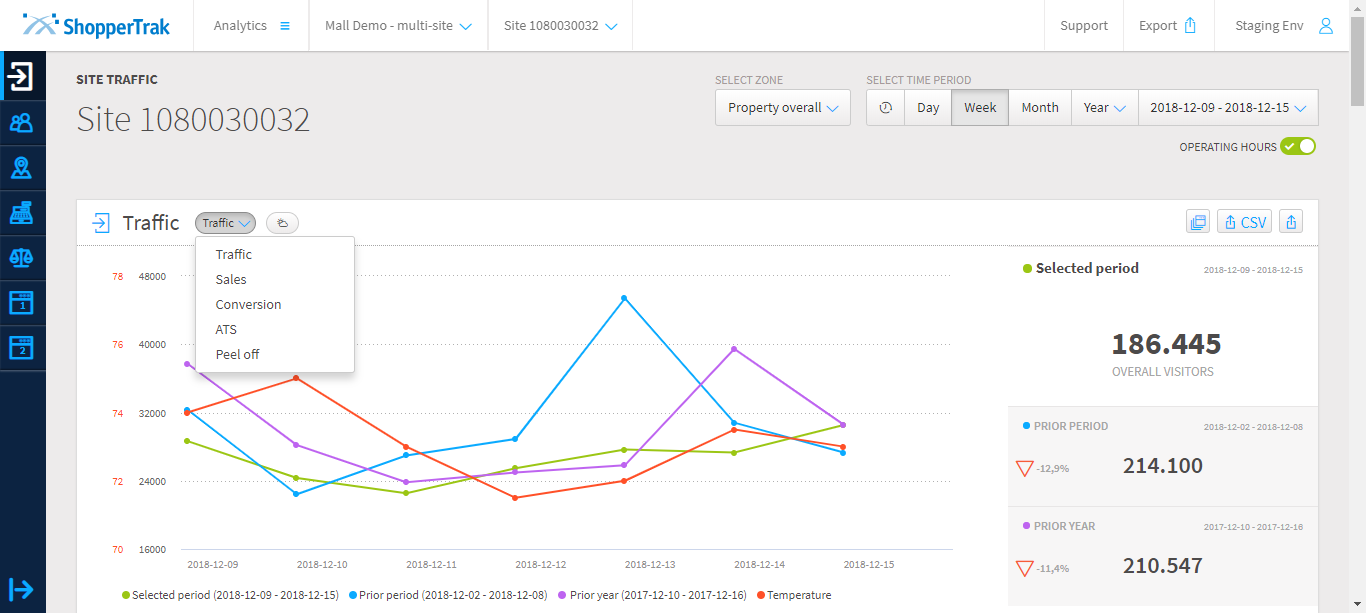 ShopperTrak
Analytics
Mall Demo - multi-site
Site 1080030032
Support
Export
Staging Env
SITE TRAFFIC
Site 1080030032
SELECT ZONE
Property overall
SELECT TIME PERIOD
Day
Week
Month
Year
2018-12-09 - 2018-12-15
OPERATING HOURS
1
2
Traffic
Traffic
CSV
Traffic
Sales
Conversion
ATS
Peel off
78
48000
76
40000
74
32000
72
24000
70
16000
2018-12-09
2018-12-10
2018-12-11
2018-12-12
2018-12-13
2018-12-14
2018-12-15
Selected period (2018-12-09 - 2018-12-15)
Prior period (2018-12-02 - 2018-12-08)
Prior year (2017-12-10 - 2017-12-16)
Temperature
Selected period
2018-12-09 - 2018-12-15
186.445
OVERALL VISITORS
PRIOR PERIOD
2018-12-02 - 2018-12-08
-12,9%
214.100
PRIOR YEAR
2017-12-10 - 2017-12-16
-11,4%
210.547